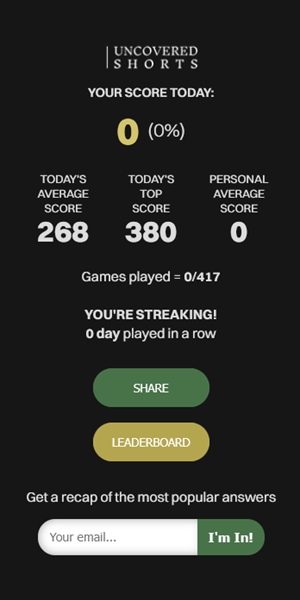 UNCOVERED
SHORTS
YOUR SCORE TODAY:
0 (0%)
TODAY'S
AVERAGE
SCORE
268
TODAY'S
TOP
SCORE
380
PERSONAL
AVERAGE
SCORE
0
Games played = 0/417
YOU'RE STREAKING!
0 day played in a row
SHARE
LEADERBOARD
Get a recap of the most popular answers
Your email... I'm In!